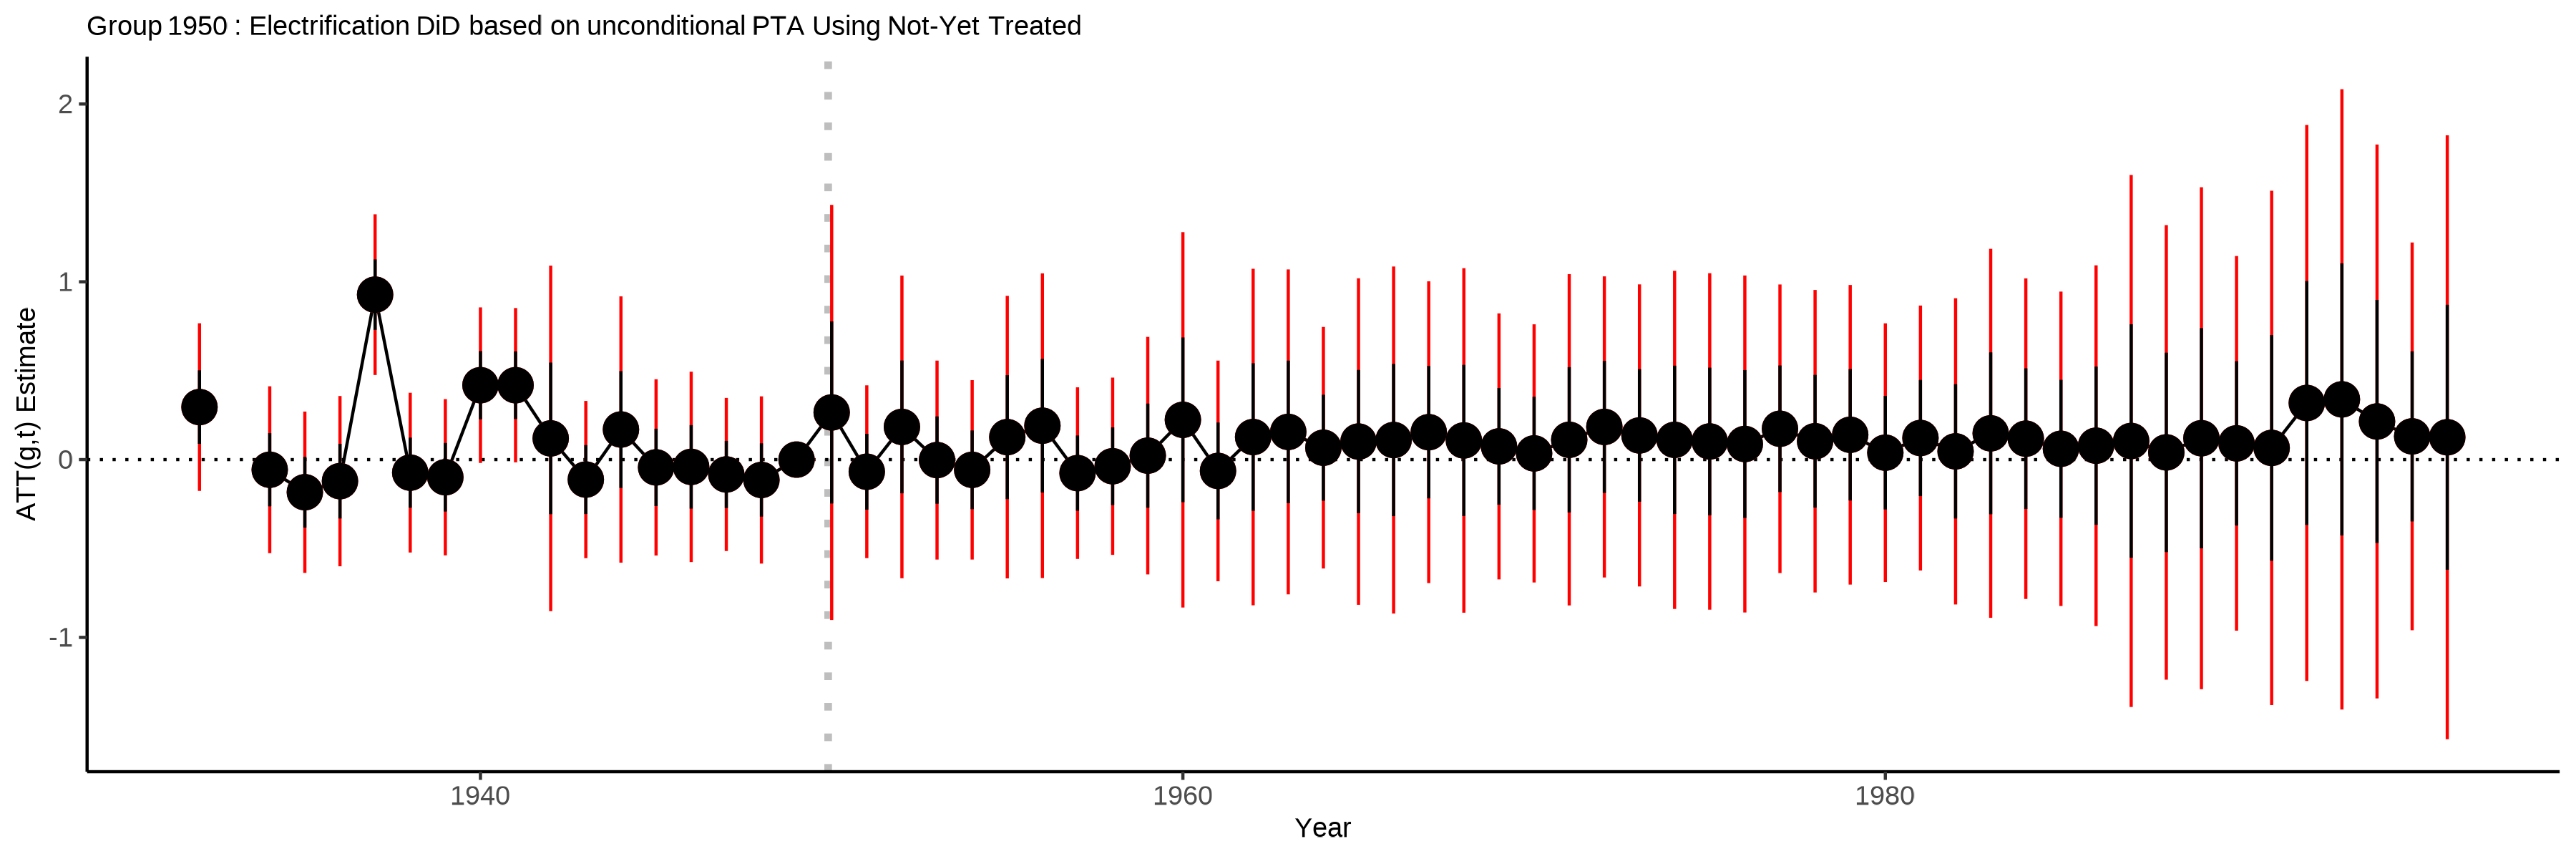 Group 1950 : Electrification DiD based on unconditional PTA Using Not-Yet Treated
ATT(g,t) Estimate
2
1
0
-1
1940
1960
1980
Year